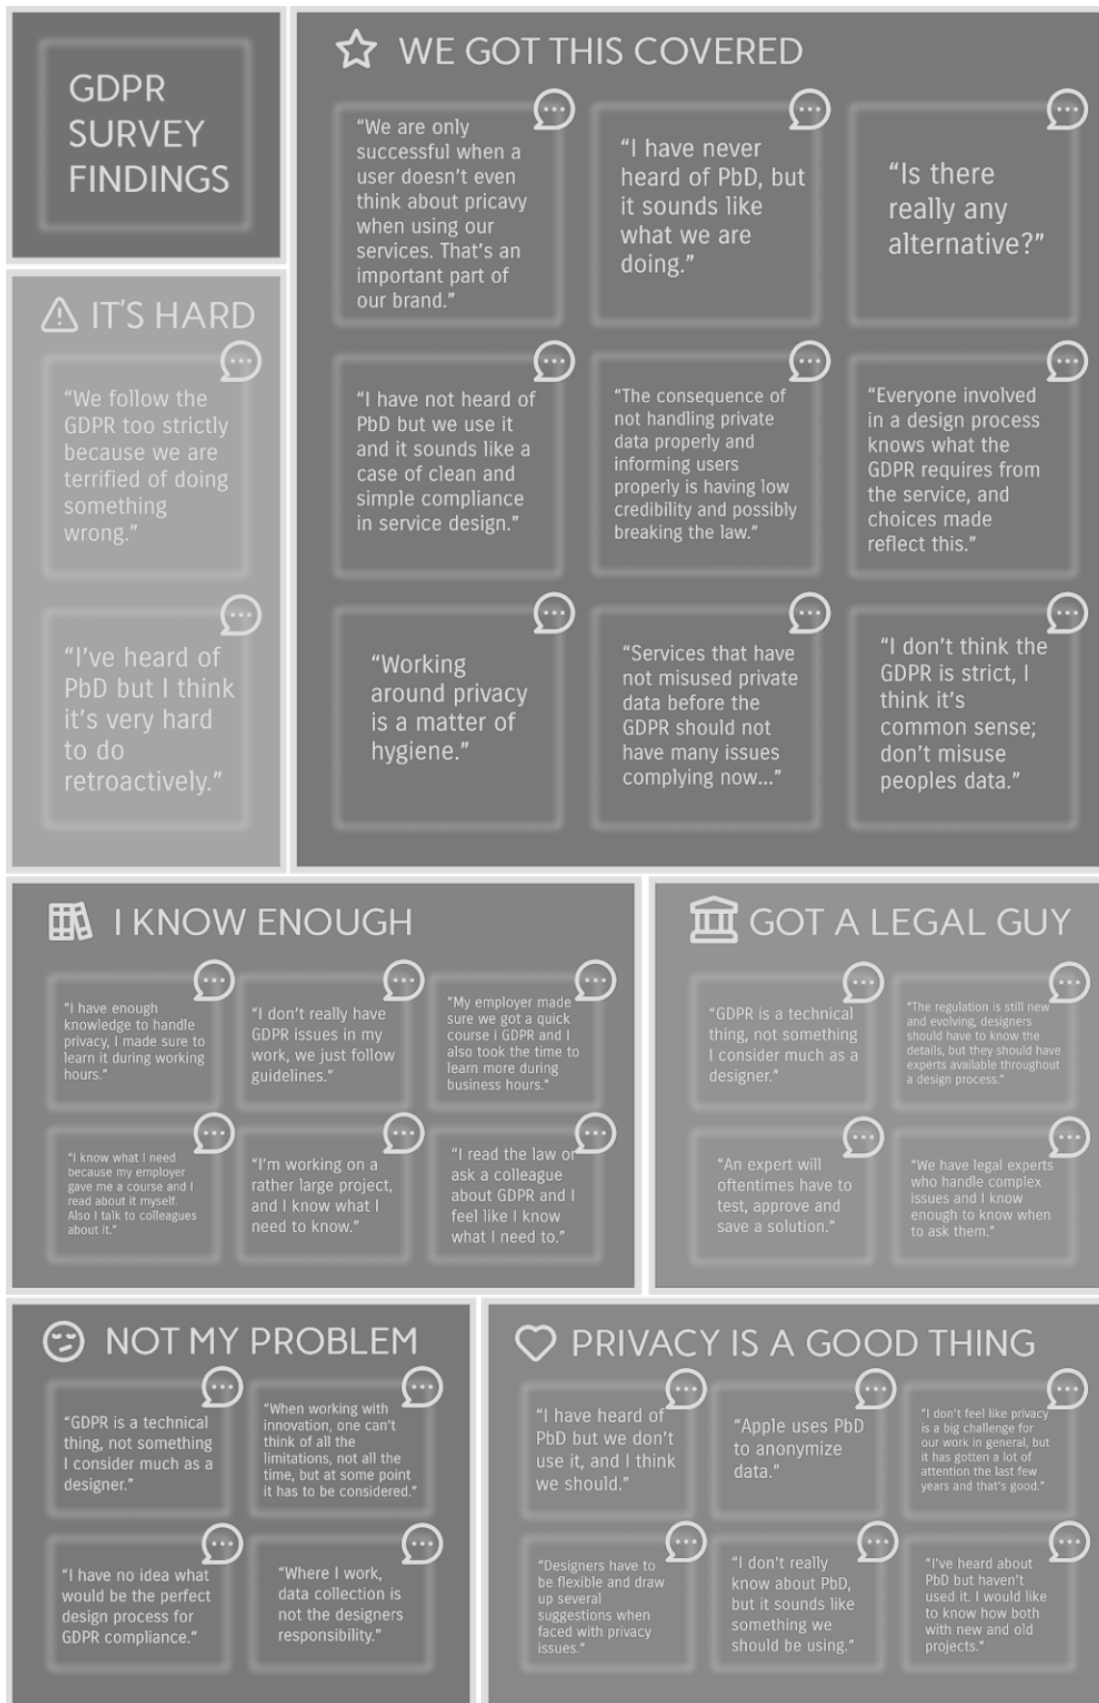 GDPR
SURVEY
FINDINGS
WE GOT THIS COVERED
“We are only
successful when a
user doesn’t even
think about pricavy
when using our
services. That’s an
important part of
our brand.”
“I have never
heard of PbD, but
it sounds like
what we are
doing.”
“Is there
really any
alternative?”
“I have not heard of
PbD but we use it
and it sounds like a
case of clean and
simple compliance
in service design.”
“The consequence of
not handling private
data properly and
informing users
properly is having low
credibility and possibly
breaking the law.”
“Everyone involved
in a design process
knows what the
GDPR requires from
the service, and
choices made
reflect this.”
“Working
around privacy
is a matter of
hygiene.”
“Services that have
not misused private
data before the
GDPR should not
have many issues
complying now...”
“I don’t think the
GDPR is strict, I
think it’s
common sense;
don’t misuse
peoples data.”
IT’S HARD
“We follow the
GDPR too strictly
because we are
terrified of doing
something
wrong.”
“I’ve heard of
PbD but I think
it’s very hard
to do
retroactively.”
I KNOW ENOUGH
“I have enough
knowledge to handle
privacy, I made sure to
learn it during working
hours.”
“I don’t really have
GDPR issues in my
work, we just follow
guidelines.”
“My employer made
sure we got a quick
course i GDPR and I
also took the time to
learn more during
business hours.”
“I know what I need
because my employer
gave me a course and I
read about it myself.
Also I talk to colleagues
about it.”
“I’m working on a
rather large project,
and I know what I
need to know.”
“I read the law or
ask a colleague
about GDPR and I
feel like I know
what I need to.”
GOT A LEGAL GUY
“GDPR is a technical
thing, not something
I consider much as a
designer.”
“The regulation is still new
and evolving, designers
should have to know the
details, but they should have
experts available throughout
a design process.”
“An expert will
oftentimes have to
test, approve and
save a solution.”
“We have legal experts
who handle complex
issues and I know
enough to know when
to ask them.”
NOT MY PROBLEM
“GDPR is a technical
thing, not something
I consider much as a
designer.”
“When working with
innovation, one can’t
think of all the
limitations, not all the
time, but at some point
it has to be considered.”
“I have no idea what
would be the perfect
design process for
GDPR compliance.”
“Where I work,
data collection is
not the designers
responsibility.”
PRIVACY IS A GOOD THING
“I have heard of
PbD but we don’t
use it, and I think
we should.”
“Apple uses PbD
to anonymize
data.”
“I don’t feel like privacy
is a big challenge for
our work in general, but
it has gotten a lot of
attention the last few
years and that’s good.”
“Designers have to
be flexible and draw
up several
suggestions when
faced with privacy
issues.”
“I don’t really
know about PbD,
but it sounds like
something we
should be using.”
“I’ve heard about
PbD but haven’t
used it. I would like
to know how both
with new and old
projects.”